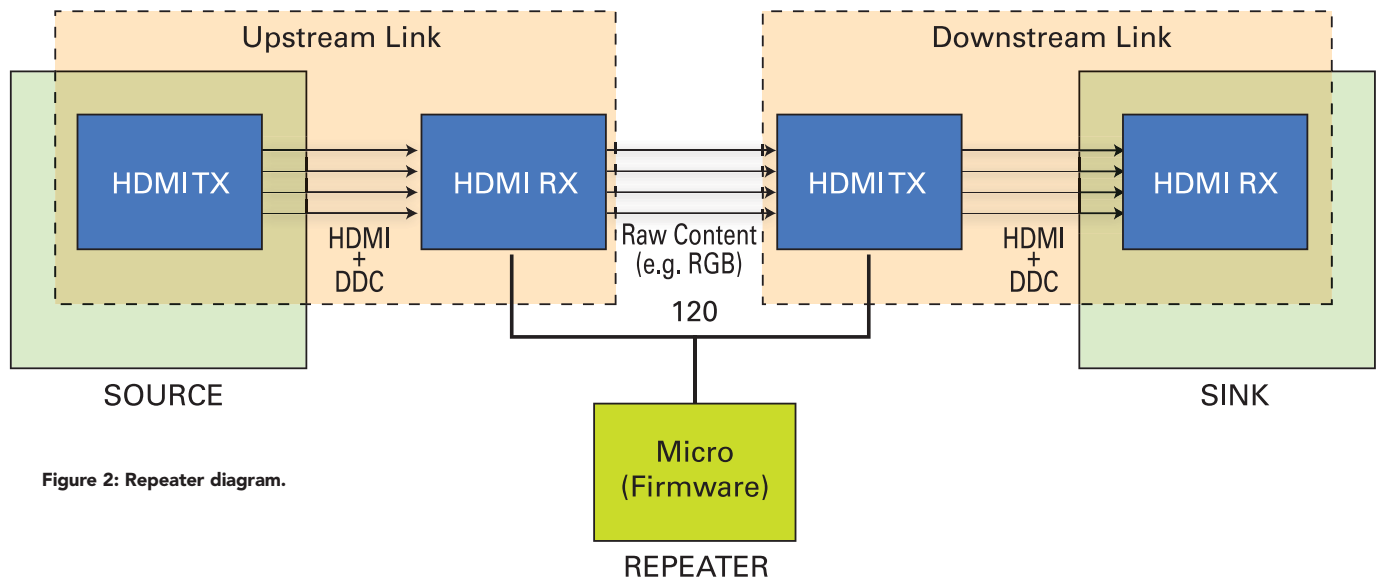 Upstream Link
Downstream Link
HDMI TX
HDMI RX
HDMI TX
HDMI RX
HDMI
+
DDC
Raw Content
(e.g. RGB)
HDMI
+
DDC
120
SOURCE
SINK
Micro
(Firmware)
Figure 2: Repeater diagram.
REPEATER